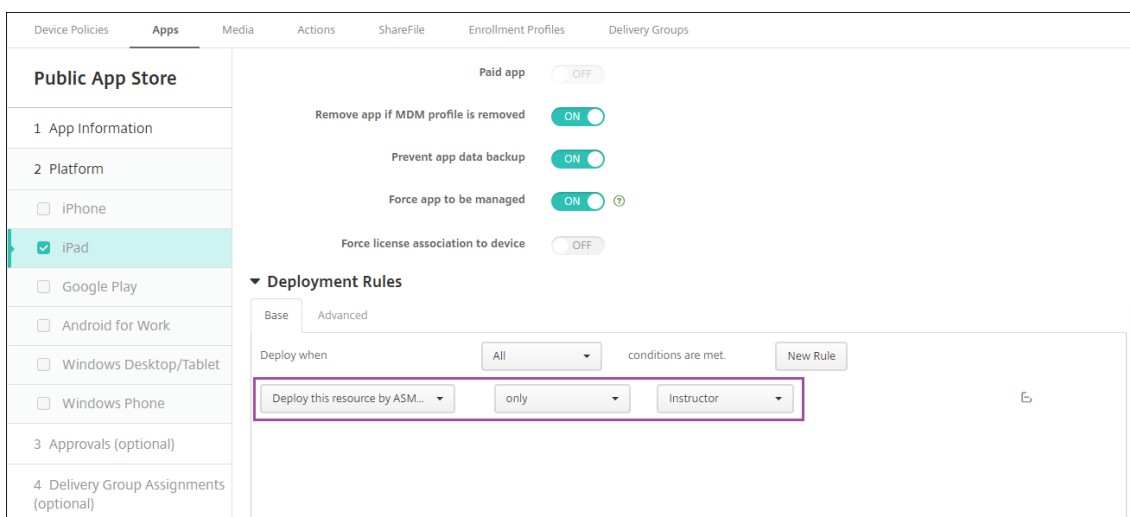 Device Policies Apps Media Actions ShareFile Enrollment Profiles Delivery Groups
Public App Store
1 App Information
2 Platform
iPhone
iPad
Google Play
Android for Work
Windows Desktop/Tablet
Windows Phone
3 Approvals (optional)
4 Delivery Group Assignments
(optional)
Paid app OFF
Remove app if MDM profile is removed ON
Prevent app data backup ON
Force app to be managed ON ?
Force license association to device OFF
Deployment Rules
Base Advanced
Deploy when All conditions are met. New Rule
Deploy this resource by ASM... only Instructor